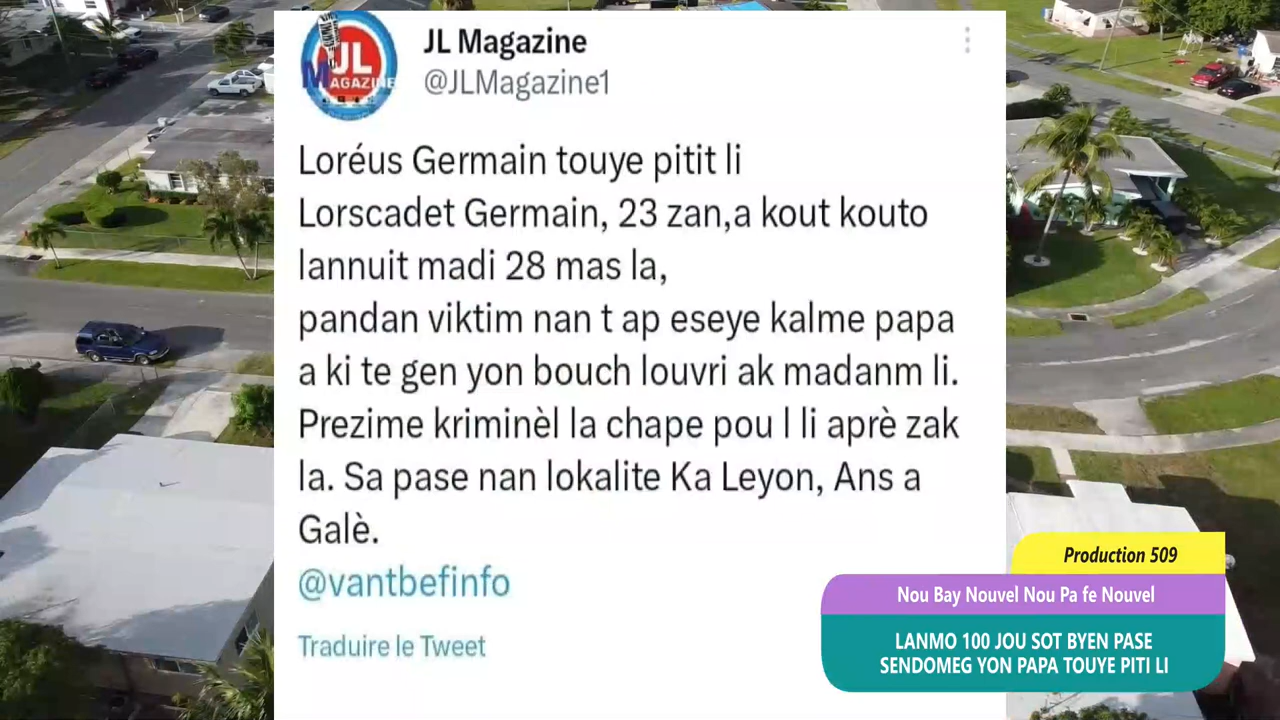 JL
MAGAZINE
JL Magazine
@JLMagazine1
Loréus Germain touye pitit li
Lorscadet Germain, 23 zan,a kout kouto
lannuit madi 28 mas la,
pandan viktim nan t ap eseye kalme papa
a ki te gen yon bouch louvri ak madanm li.
Prezime kriminèl la chape pou l li aprè zak
la. Sa pase nan lokalite Ka Leyon, Ans a
Galè.
@vantbefinfo
Traduire le Tweet
Production 509
Nou Bay Nouvel Nou Pa fe Nouvel
LANMO 100 JOU SOT BYEN PASE
SENDOMEG YON PAPA TOUYE PITI LI